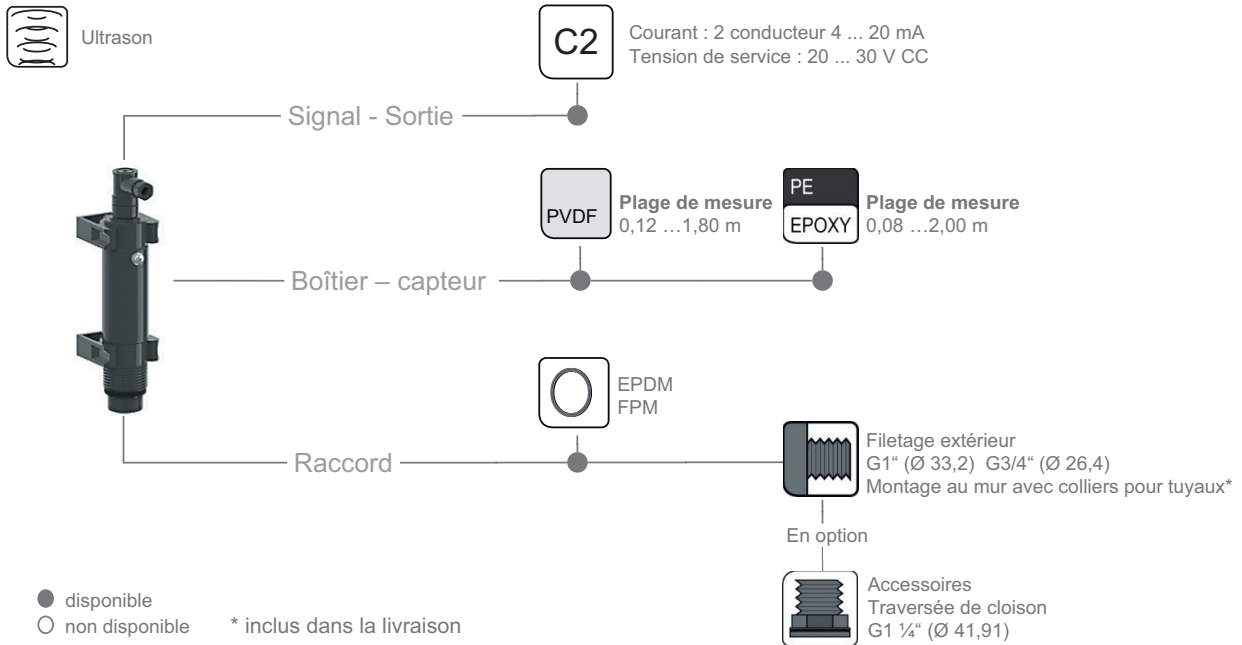 Ultrason
C2
Courant : 2 conducteur 4 ... 20 mA
Tension de service : 20 ... 30 V CC
Signal - Sortie
PVDF
Plage de mesure
0,12 …1,80 m
PE
EPOXY
Plage de mesure
0,08 …2,00 m
Boîtier – capteur
EPDM
FPM
Raccord
Filetage extérieur
G1“ (Ø 33,2) G3/4“ (Ø 26,4)
Montage au mur avec colliers pour tuyaux*
En option
Accessoires
Traversée de cloison
G1 ¼“ (Ø 41,91)
disponible
non disponible * inclus dans la livraison